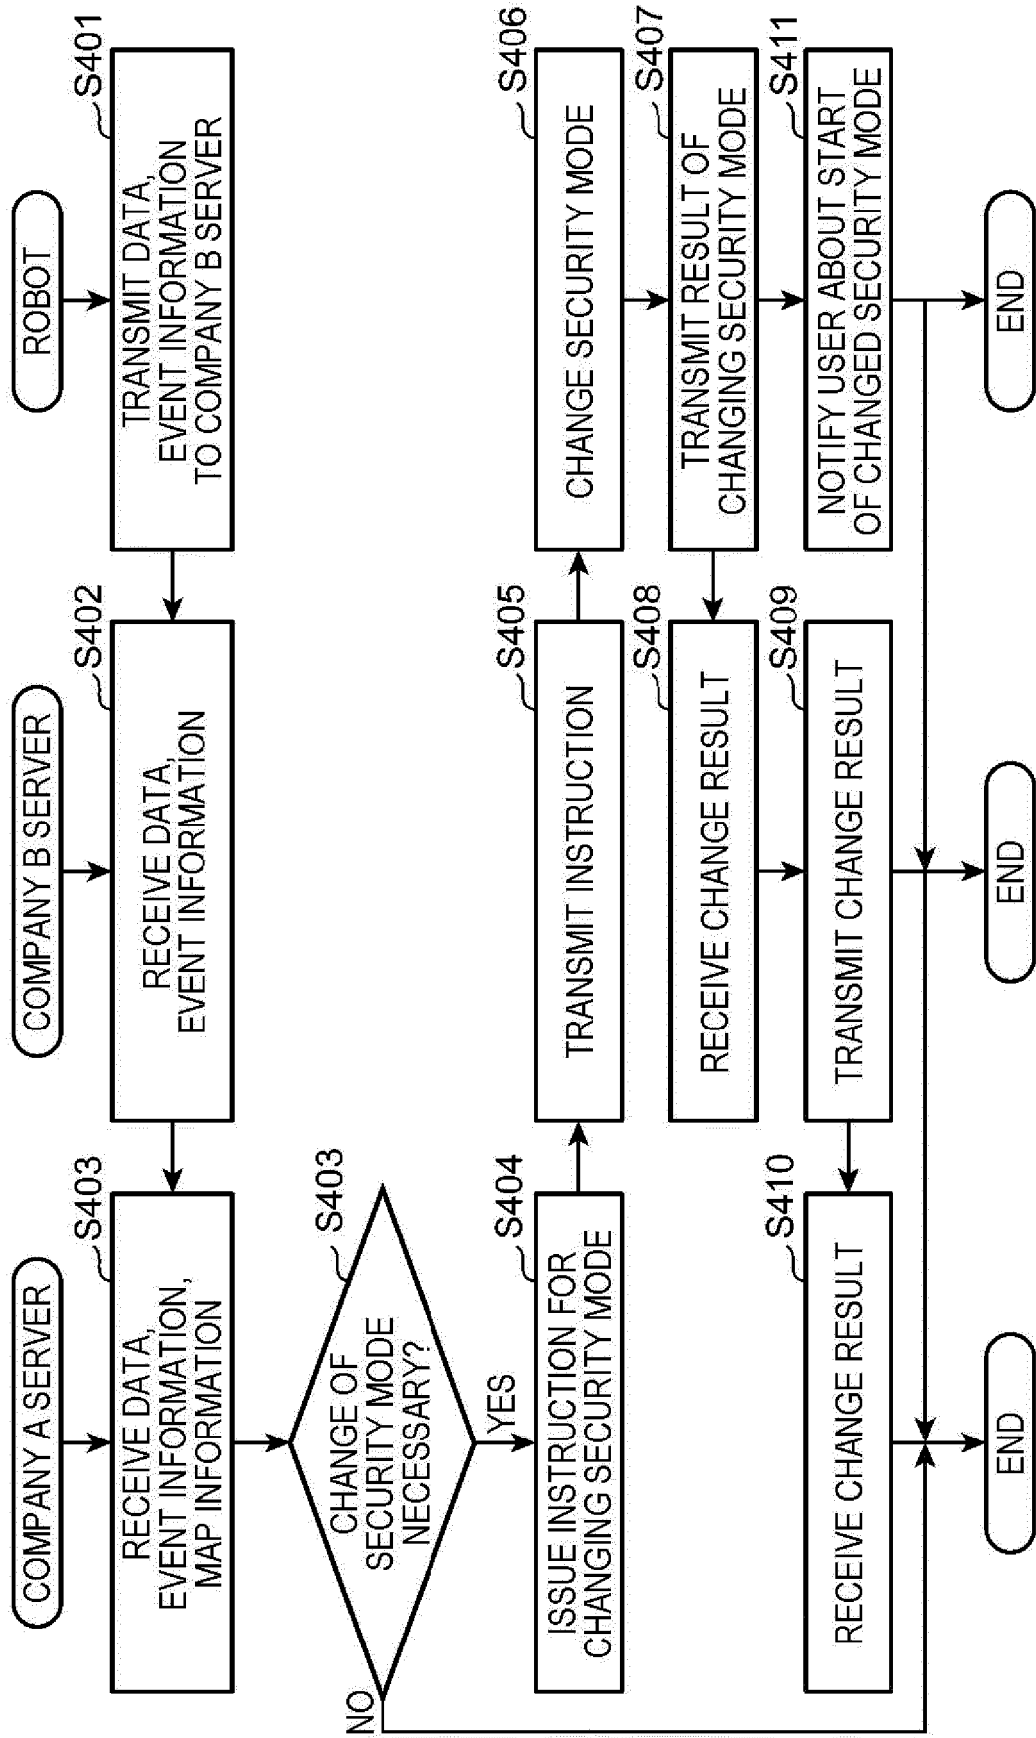 COMPANY A SERVER
COMPANY B SERVER
ROBOT
S401
TRANSMIT DATA,
EVENT INFORMATION
TO COMPANY B SERVER
S402
RECEIVE DATA,
EVENT INFORMATION
S403
RECEIVE DATA,
EVENT INFORMATION,
MAP INFORMATION
S403
CHANGE OF
SECURITY MODE
NECESSARY?
NO
YES
S404
ISSUE INSTRUCTION FOR
CHANGING SECURITY MODE
S405
TRANSMIT INSTRUCTION
S406
CHANGE SECURITY MODE
S407
TRANSMIT RESULT OF
CHANGING SECURITY MODE
S408
RECEIVE CHANGE RESULT
S409
TRANSMIT CHANGE RESULT
S410
RECEIVE CHANGE RESULT
S411
NOTIFY USER ABOUT START
OF CHANGED SECURITY MODE
END
END
END